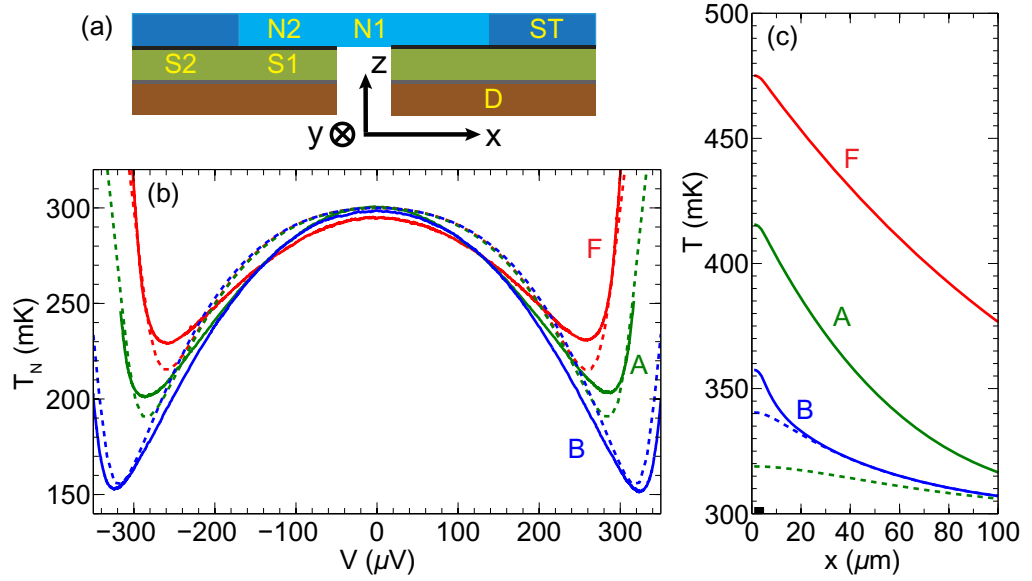 (a)
N2 N1 ST
S2 S1 z
D
y x
(b)
F
A
B
T_N (mK)
300
250
200
150
−300 −200 −100 0 100 200 300
V (µV)
(c)
F
A
B
T (mK)
500
450
400
350
300
0 20 40 60 80 100
x (µm)